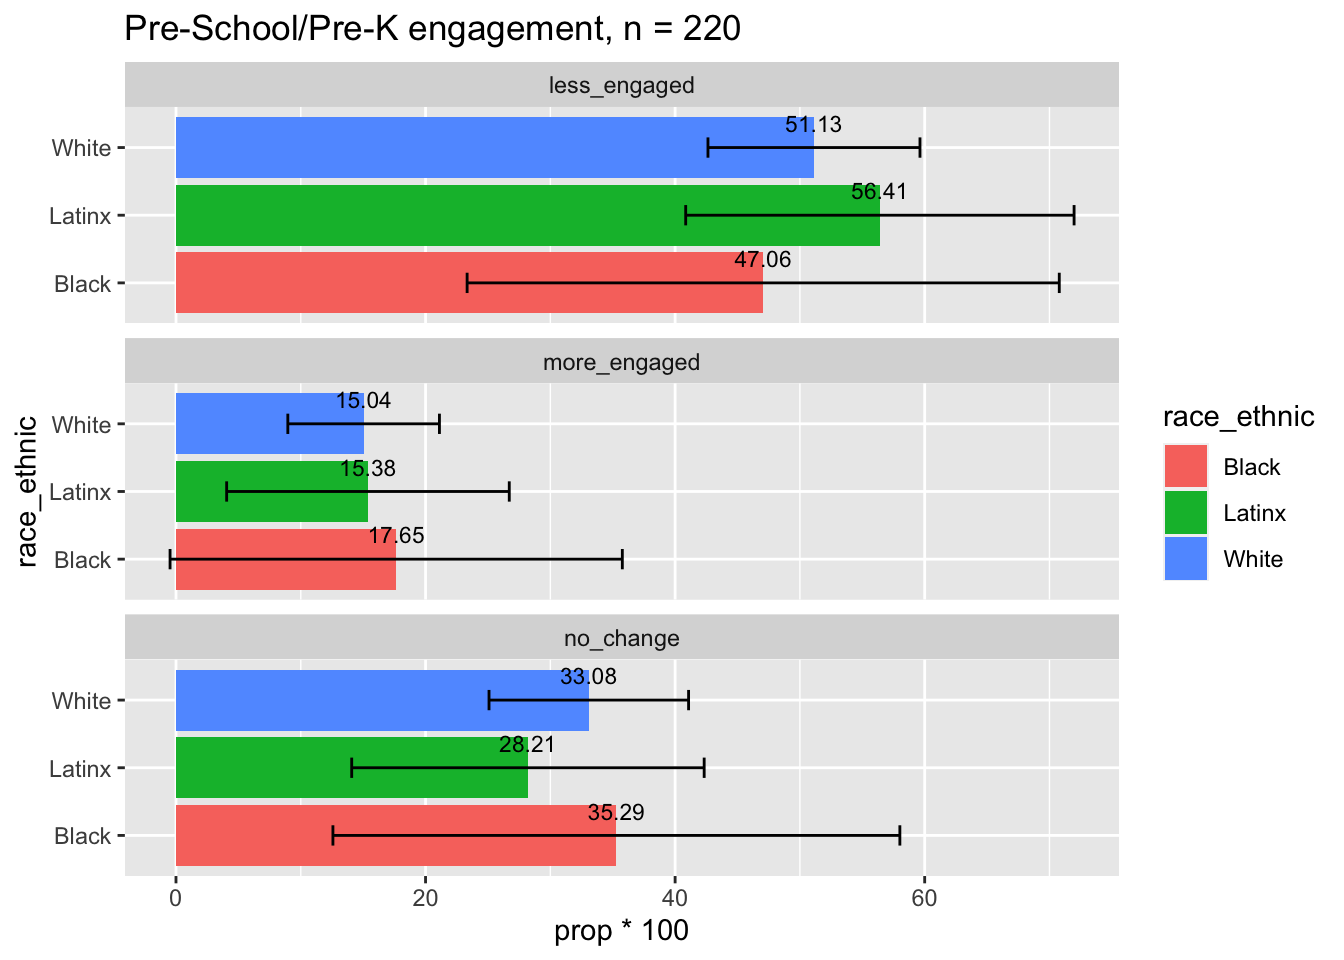 Pre-School/Pre-K engagement, n = 220
less_engaged
White
51.13
Latinx
56.41
Black
47.06
more_engaged
White
15.04
Latinx
15.38
Black
17.65
no_change
White
33.08
Latinx
28.21
Black
35.29
0 20 40 60
prop * 100
race_ethnic
race_ethnic
Black
Latinx
White